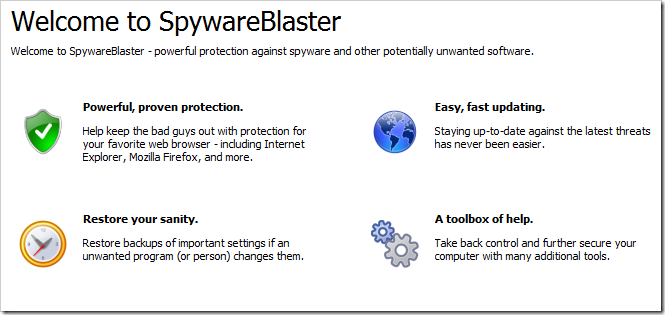 Welcome to SpywareBlaster
Welcome to SpywareBlaster - powerful protection against spyware and other potentially unwanted software.
Powerful, proven protection.
Help keep the bad guys out with protection for
your favorite web browser - including Internet
Explorer, Mozilla Firefox, and more.
Easy, fast updating.
Staying up-to-date against the latest threats
has never been easier.
Restore your sanity.
Restore backups of important settings if an
unwanted program (or person) changes them.
A toolbox of help.
Take back control and further secure your
computer with many additional tools.